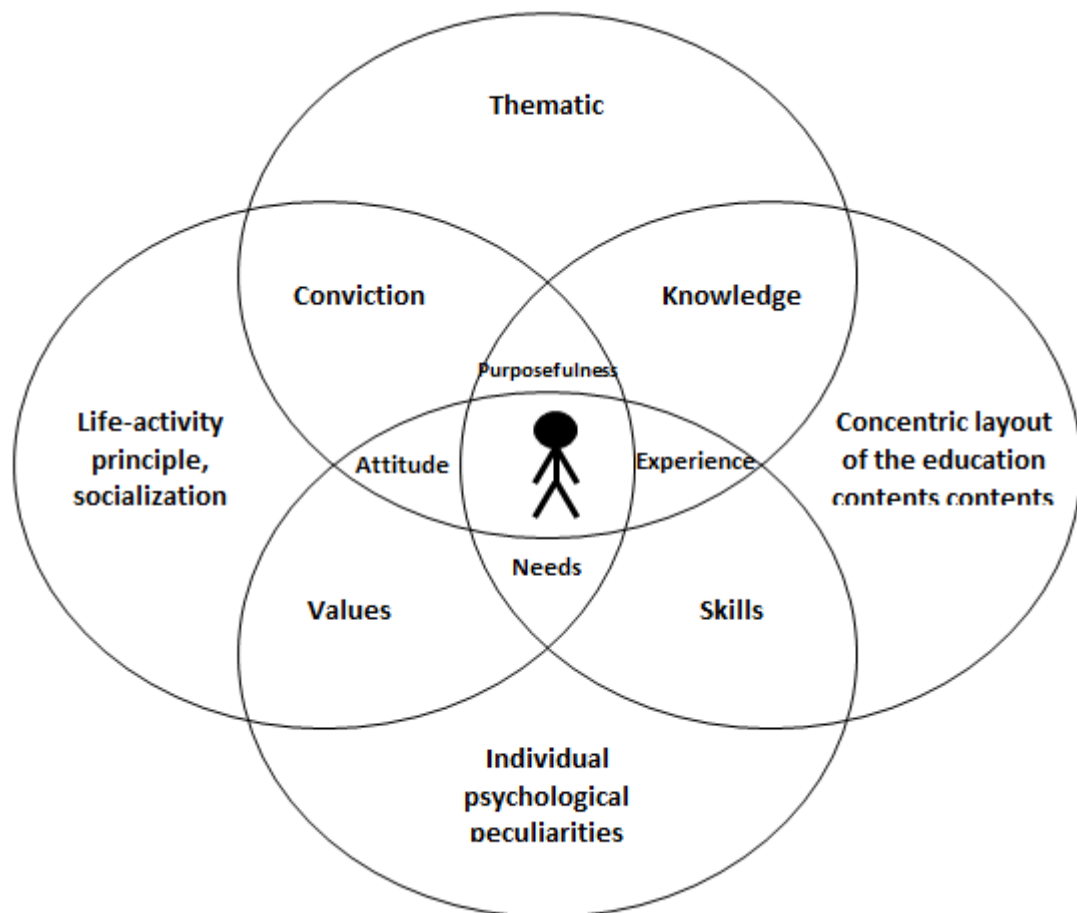 Thematic
Conviction
Knowledge
Purposefulness
Life-activity
principle,
socialization
Concentric layout
of the education
contents contents
Attitude
Experience
Needs
Values
Skills
Individual
psychological
peculiarities